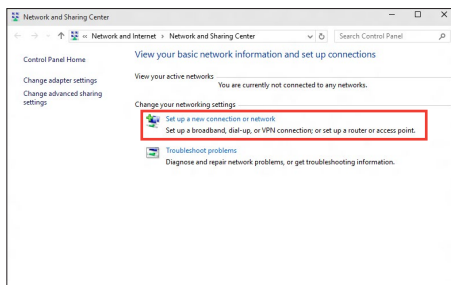 Network and Sharing Center
« Network and Internet › Network and Sharing Center
Search Control Panel
Control Panel Home
Change adapter settings
Change advanced sharing
settings
View your basic network information and set up connections
View your active networks
You are currently not connected to any networks.
Change your networking settings
Set up a new connection or network
Set up a broadband, dial-up, or VPN connection; or set up a router or access point.
Troubleshoot problems
Diagnose and repair network problems, or get troubleshooting information.